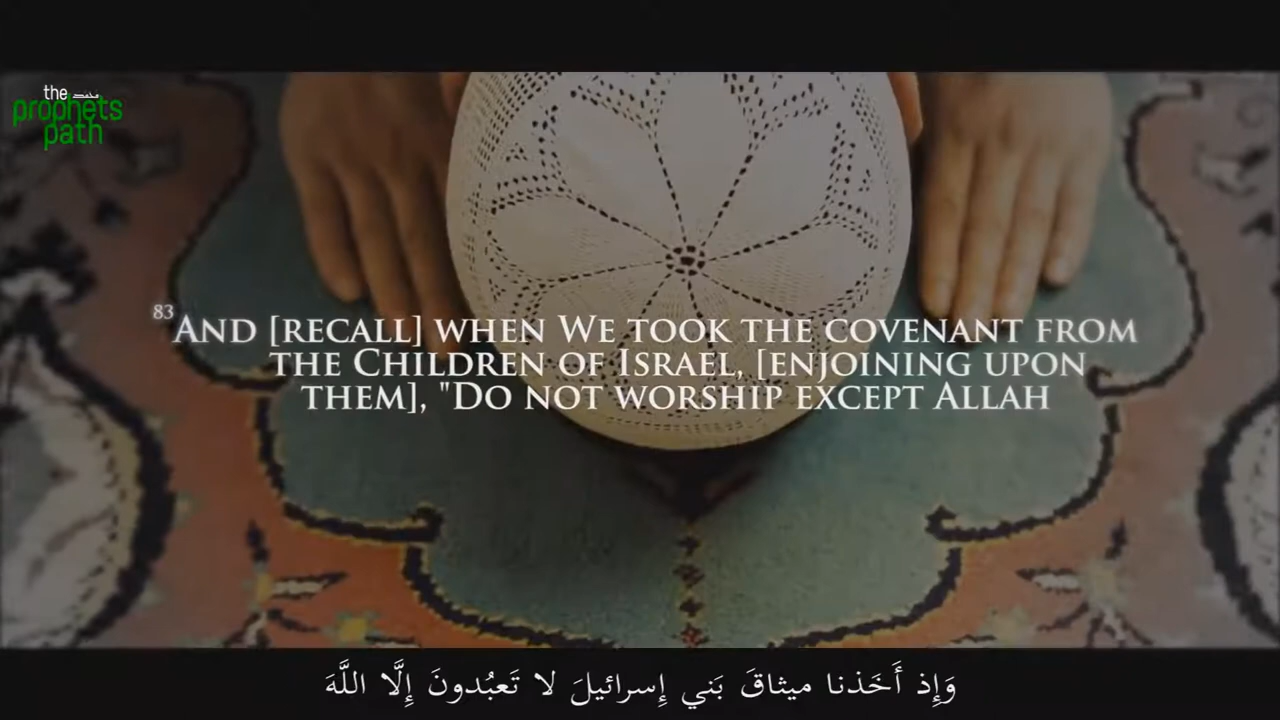 the محمد
prophets
path
83 And [recall] when We took the covenant from
the Children of Israel, [enjoining upon
them], "Do not worship except Allah
وَإِذ أَخَذنا ميثاقَ بَني إِسرائيلَ لا تَعبُدونَ إِلَّا اللَّهَ